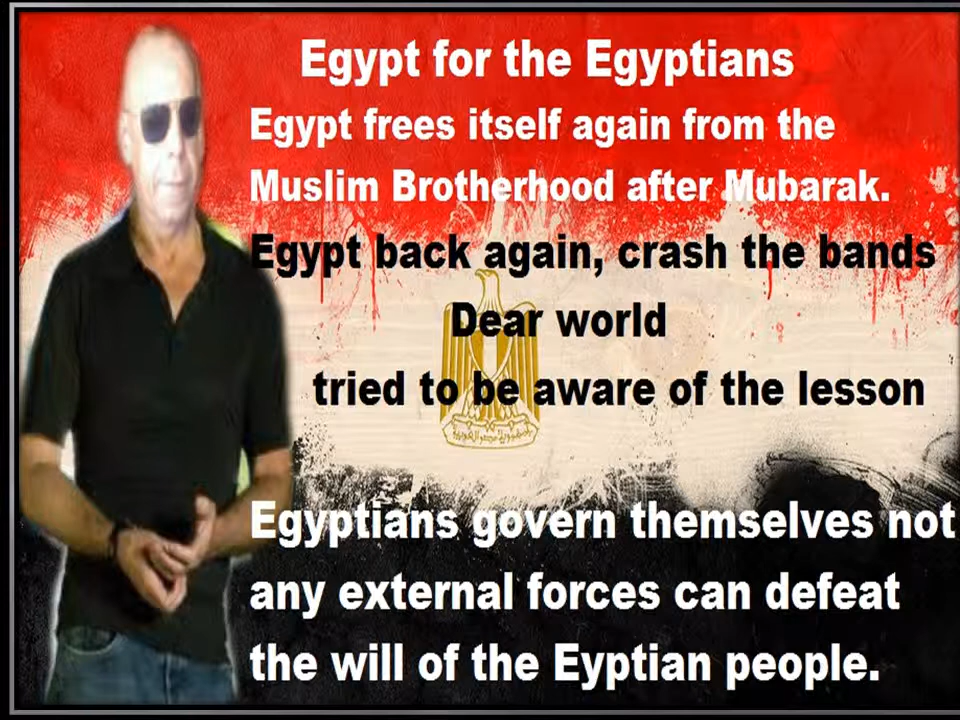 Egypt for the Egyptians
Egypt frees itself again from the
Muslim Brotherhood after Mubarak.
Egypt back again, crash the bands
Dear world
tried to be aware of the lesson
Egyptians govern themselves not
any external forces can defeat
the will of the Eyptian people.